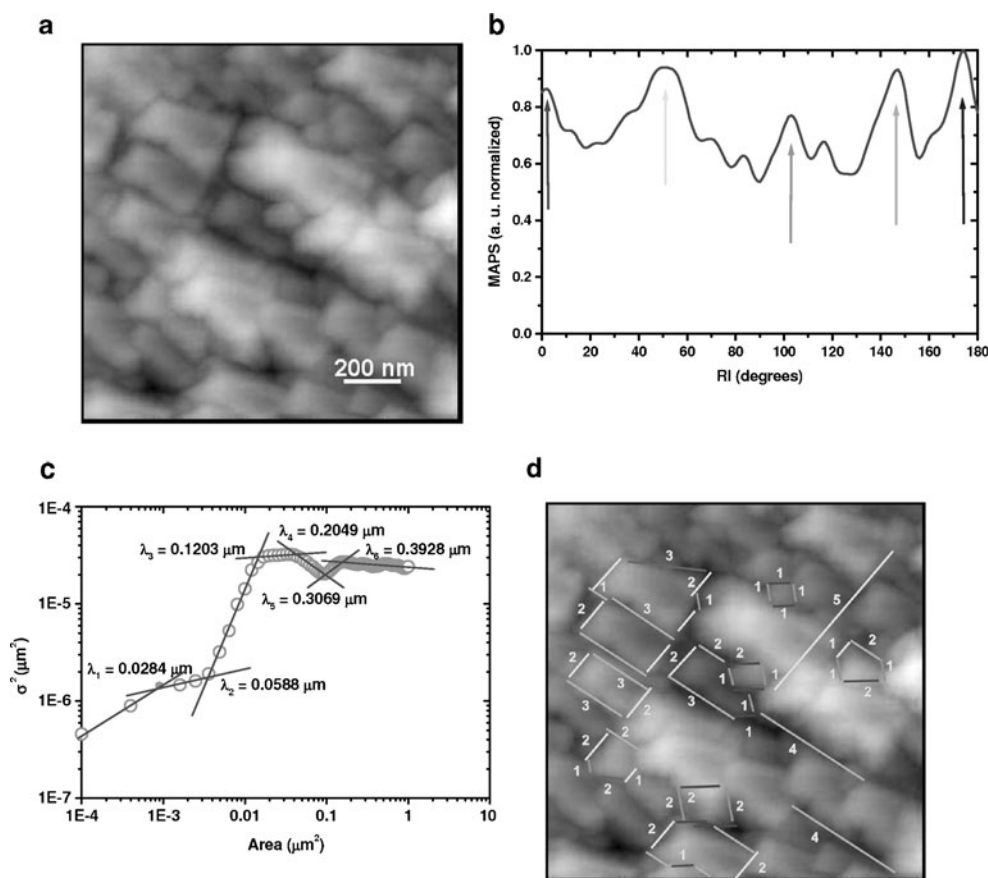 a
200 nm
b
MAPS (a. u. normalized)
1.0
0.8
0.6
0.4
0.2
0.0
0 20 40 60 80 100 120 140 160 180
RI (degrees)
c
σ² (μm²)
1E-4
1E-5
1E-6
1E-7
λ4 = 0.2049 μm
λ3 = 0.1203 μm
λ6 = 0.3928 μm
λ5 = 0.3069 μm
λ1 = 0.0284 μm
λ2 = 0.0588 μm
1E-4 1E-3 0.01 0.1 1 10
Area (μm²)
d
3
2 1 1 1
1 1
5
2 3 1
2
2 2 1 1
3 1 1 2
3 2 3 1
2 1
2 4
1 1
2
2 2 2
2 4
1 2